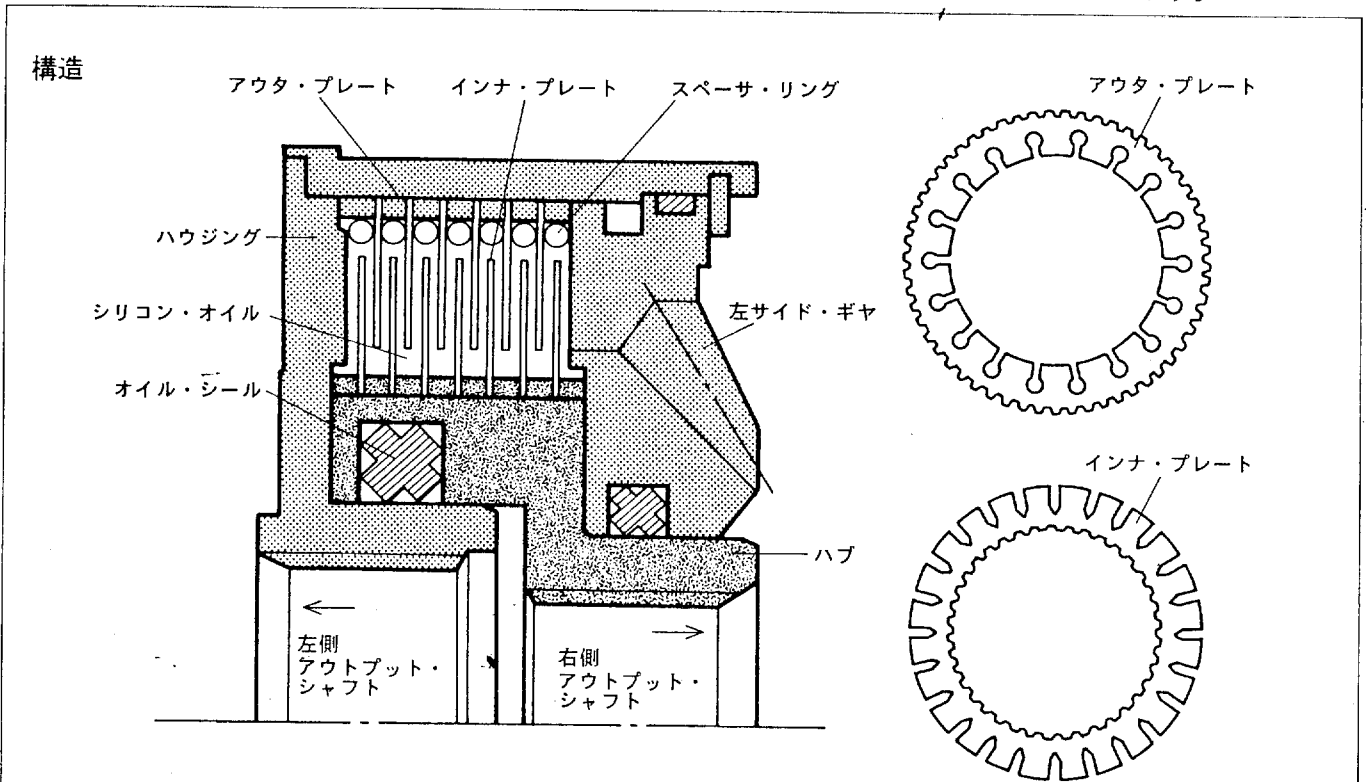 構造
アウタ・プレート
インナ・プレート
スペーサ・リング
アウタ・プレート
ハウジング
シリコン・オイル
左サイド・ギヤ
オイル・シール
インナ・プレート
ハブ
左側
アウトプット・
シャフト
右側
アウトプット・
シャフト